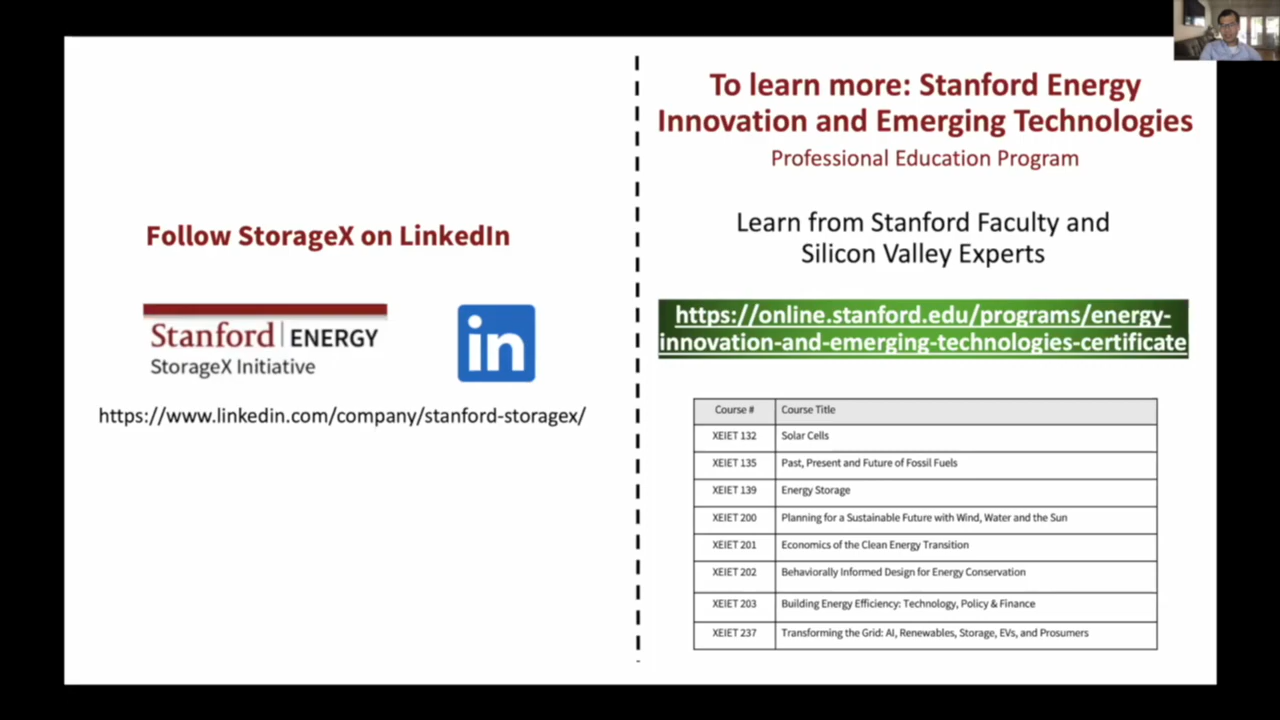 Follow StorageX on LinkedIn
Stanford | ENERGY
StorageX Initiative
in
https://www.linkedin.com/company/stanford-storagex/
To learn more: Stanford Energy
Innovation and Emerging Technologies
Professional Education Program
Learn from Stanford Faculty and
Silicon Valley Experts
https://online.stanford.edu/programs/energy-
innovation-and-emerging-technologies-certificate
Course # Course Title
XEIET 132 Solar Cells
XEIET 135 Past, Present and Future of Fossil Fuels
XEIET 139 Energy Storage
XEIET 200 Planning for a Sustainable Future with Wind, Water and the Sun
XEIET 201 Economics of the Clean Energy Transition
XEIET 202 Behaviorally Informed Design for Energy Conservation
XEIET 203 Building Energy Efficiency: Technology, Policy & Finance
XEIET 237 Transforming the Grid: AI, Renewables, Storage, EVs, and Prosumers